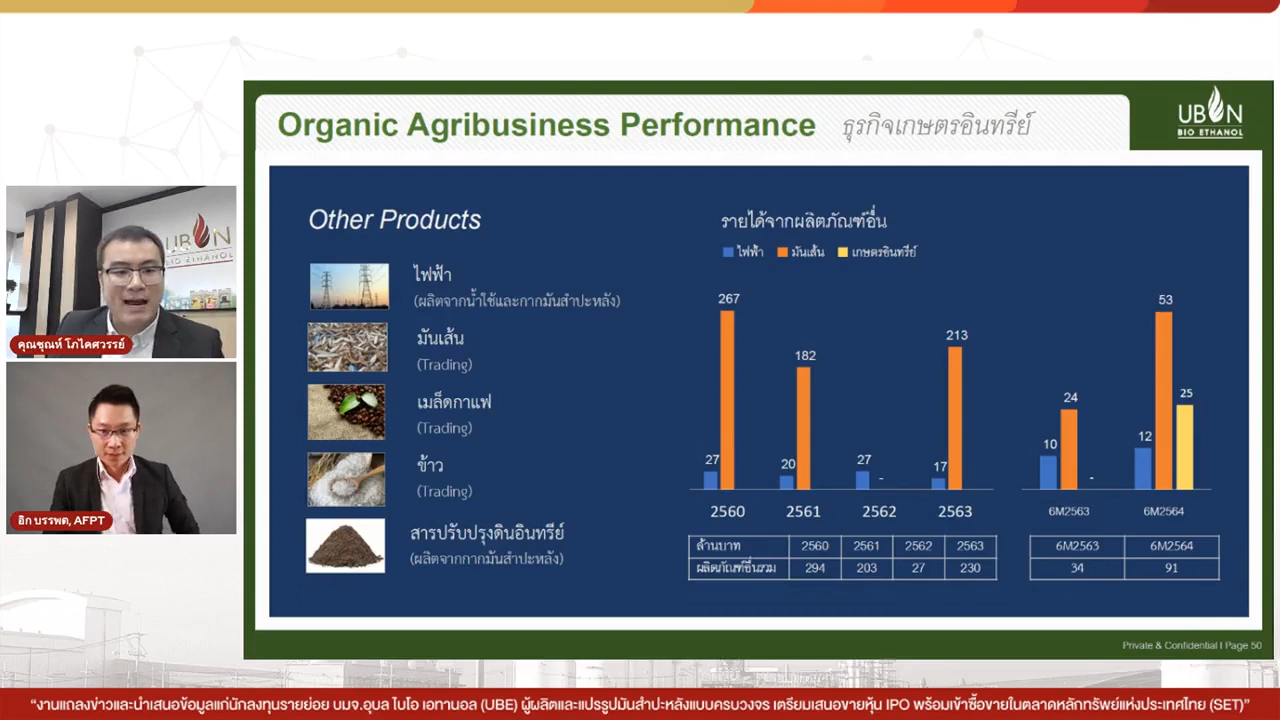 Organic Agribusiness Performance ธุรกิจเกษตรอินทรีย์
UBON
BIO ETHANOL
Other Products
ไฟฟ้า
(ผลิตจากน้ำใช้และกากมันสำปะหลัง)
มันเส้น
(Trading)
เมล็ดกาแฟ
(Trading)
ข้าว
(Trading)
สารปรับปรุงดินอินทรีย์
(ผลิตจากกากมันสำปะหลัง)
รายได้จากผลิตภัณฑ์อื่น
ไฟฟ้า มันเส้น เกษตรอินทรีย์
27 267 20 182 27 - 17 213
10 24 - 12 53 25
2560 2561 2562 2563 6M2563 6M2564
ล้านบาท 2560 2561 2562 2563 6M2563 6M2564
ผลิตภัณฑ์อื่นรวม 294 203 27 230 34 91
Private & Confidential I Page 50
UBON
BIO ETHANOL
คุณชุณห์ โภไคศวรรย์
อิก บรรพต, AFPT
“งานแถลงข่าวและนำเสนอข้อมูลแก่นักลงทุนรายย่อย บมจ.อุบล ไบโอ เอทานอล (UBE) ผู้ผลิตและแปรรูปมันสำปะหลังแบบครบวงจร เตรียมเสนอขายหุ้น IPO พร้อมเข้าซื้อขายในตลาดหลักทรัพย์แห่งประเทศไทย (SET)”